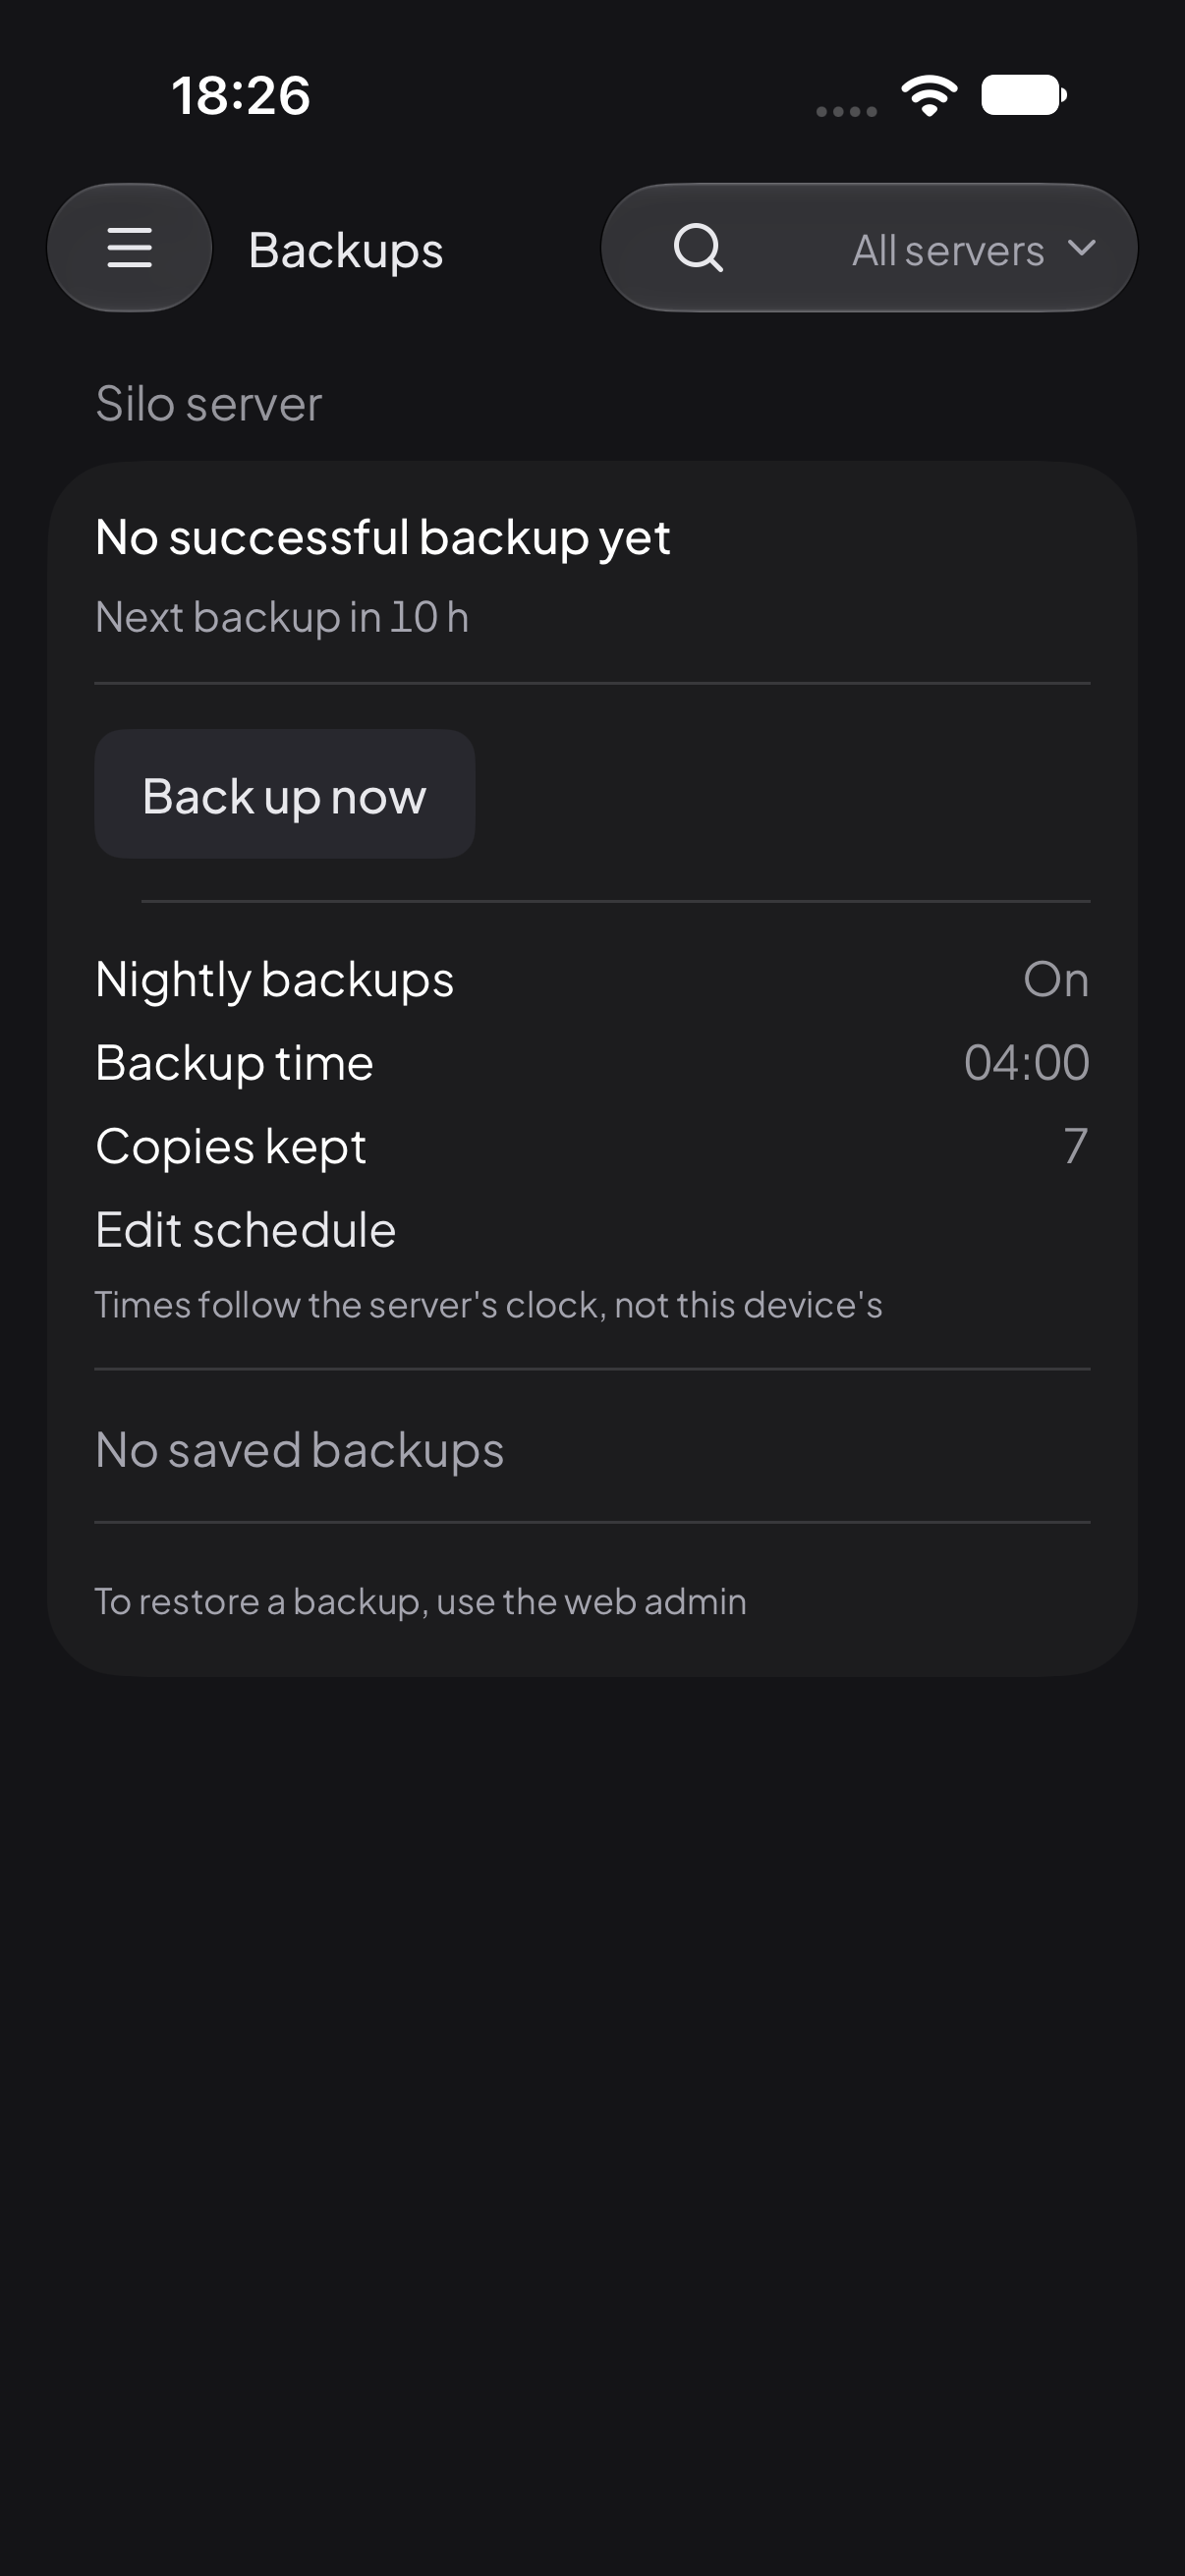 18:26
Backups
All servers
Silo server
No successful backup yet
Next backup in 10 h
Back up now
Nightly backups On
Backup time 04:00
Copies kept 7
Edit schedule
Times follow the server's clock, not this device's
No saved backups
To restore a backup, use the web admin